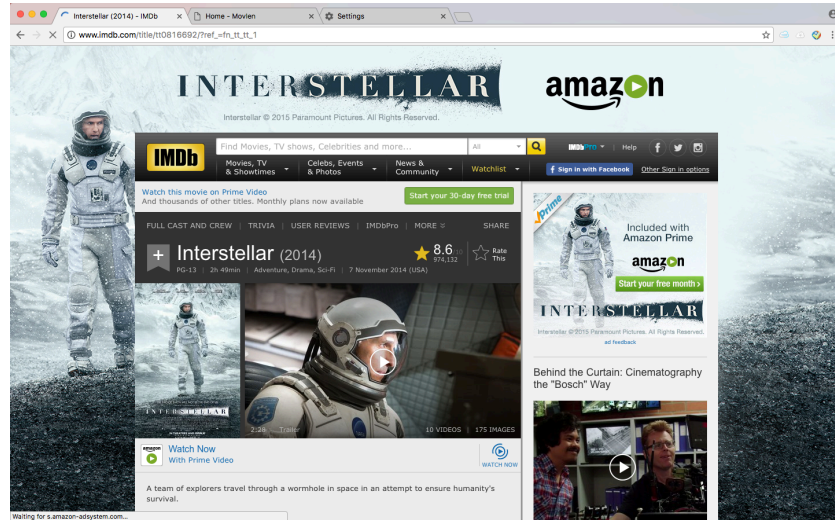 Interstellar (2014) - IMDb
Home - Movien
Settings
www.imdb.com/title/tt0816692/?ref_=fn_tt_tt_1
INTERSTELLAR
amazon
Interstellar © 2015 Paramount Pictures. All Rights Reserved.
IMDb
Find Movies, TV shows, Celebrities and more...
All
IMDbPro
Help
Movies, TV
& Showtimes
Celebs, Events
& Photos
News &
Community
Watchlist
Sign in with Facebook
Other Sign in options
Watch this movie on Prime Video
And thousands of other titles. Monthly plans now available
Start your 30-day free trial
FULL CAST AND CREW | TRIVIA | USER REVIEWS | IMDbPro | MORE
SHARE
Interstellar (2014)
8.6/10
974,132
Rate
This
PG-13 | 2h 49min | Adventure, Drama, Sci-Fi | 7 November 2014 (USA)
INTERSTELLAR
2:29 Trailer
10 VIDEOS | 175 IMAGES
amazon
Watch Now
With Prime Video
WATCH NOW
A team of explorers travel through a wormhole in space in an attempt to ensure humanity's
survival.
Prime
Included with
Amazon Prime
amazon
Start your free month ›
INTERSTELLAR
Interstellar © 2015 Paramount Pictures. All Rights Reserved.
ad feedback
Behind the Curtain: Cinematography
the "Bosch" Way
Waiting for s.amazon-adsystem.com...